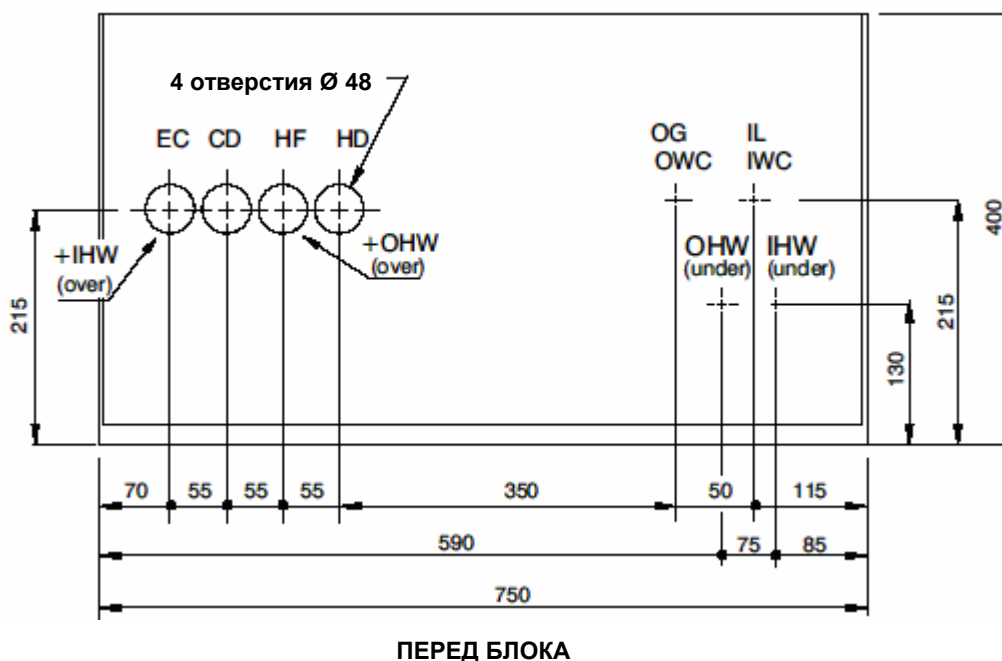 4 отверстия Ø 48
EC CD HF HD
OG IL
OWC IWC
+IHW
(over)
+OHW
(over)
OHW IHW
(under) (under)
400
215
215
130
70 55 55 55 350 50 115
590 75 85
750
ПЕРЕД БЛОКА